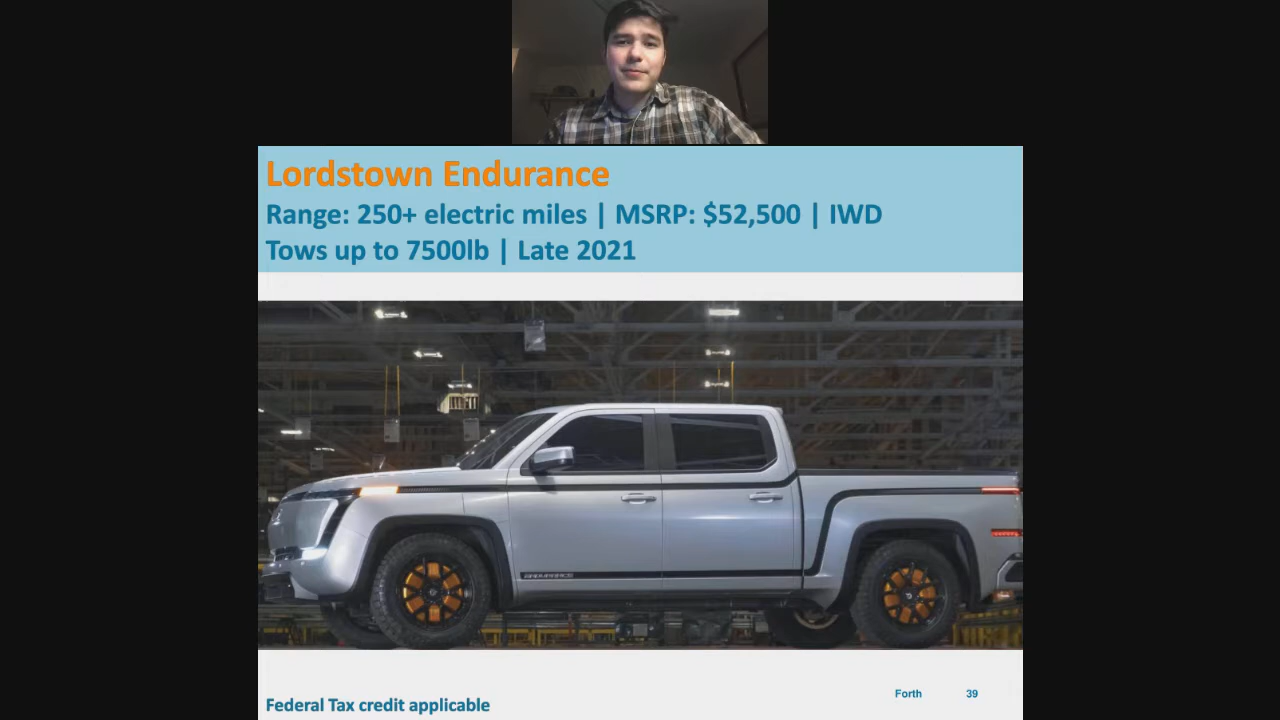 Lordstown Endurance
Range: 250+ electric miles | MSRP: $52,500 | IWD
Tows up to 7500lb | Late 2021
ENDURANCE
Forth 39
Federal Tax credit applicable